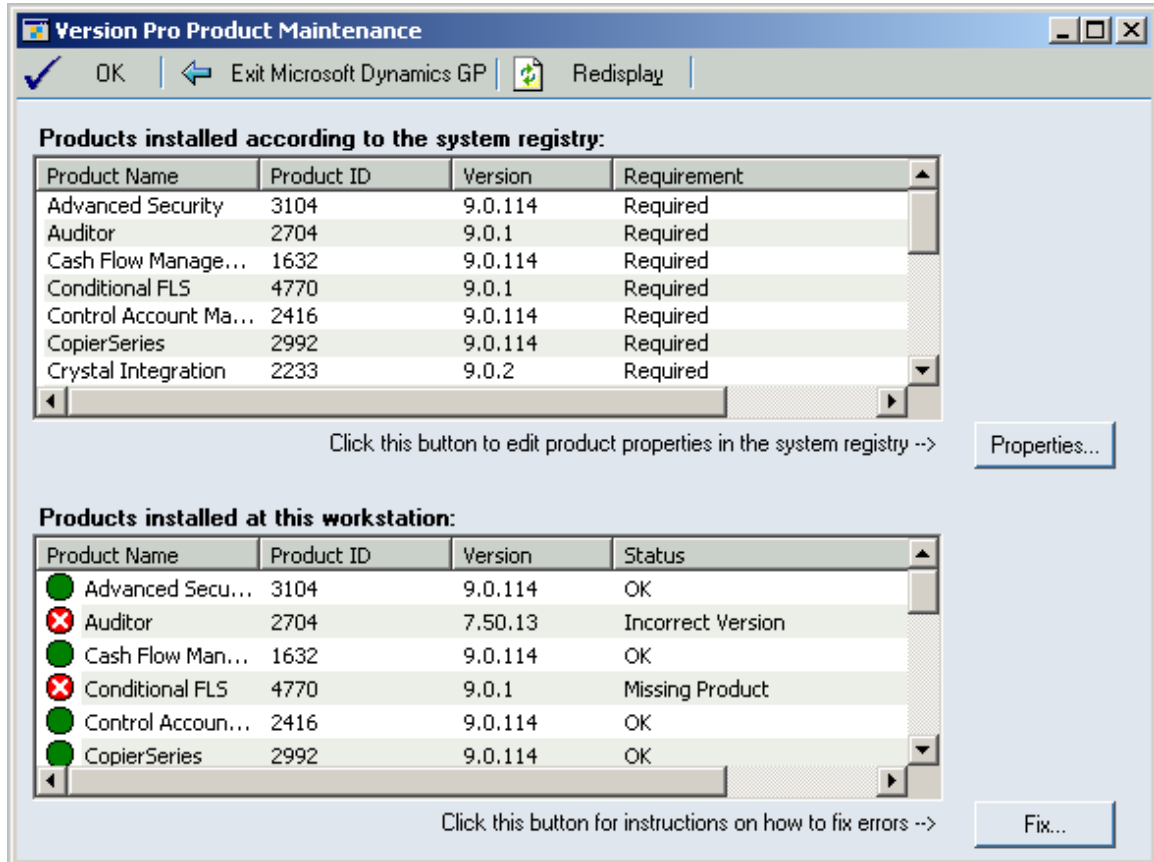 Version Pro Product Maintenance
OK Exit Microsoft Dynamics GP Redisplay
Products installed according to the system registry:
Product Name Product ID Version Requirement
Advanced Security 3104 9.0.114 Required
Auditor 2704 9.0.1 Required
Cash Flow Manage... 1632 9.0.114 Required
Conditional FLS 4770 9.0.1 Required
Control Account Ma... 2416 9.0.114 Required
CopierSeries 2992 9.0.114 Required
Crystal Integration 2233 9.0.2 Required
Click this button to edit product properties in the system registry --> Properties...
Products installed at this workstation:
Product Name Product ID Version Status
Advanced Secu... 3104 9.0.114 OK
Auditor 2704 7.50.13 Incorrect Version
Cash Flow Man... 1632 9.0.114 OK
Conditional FLS 4770 9.0.1 Missing Product
Control Accoun... 2416 9.0.114 OK
CopierSeries 2992 9.0.114 OK
Click this button for instructions on how to fix errors --> Fix...